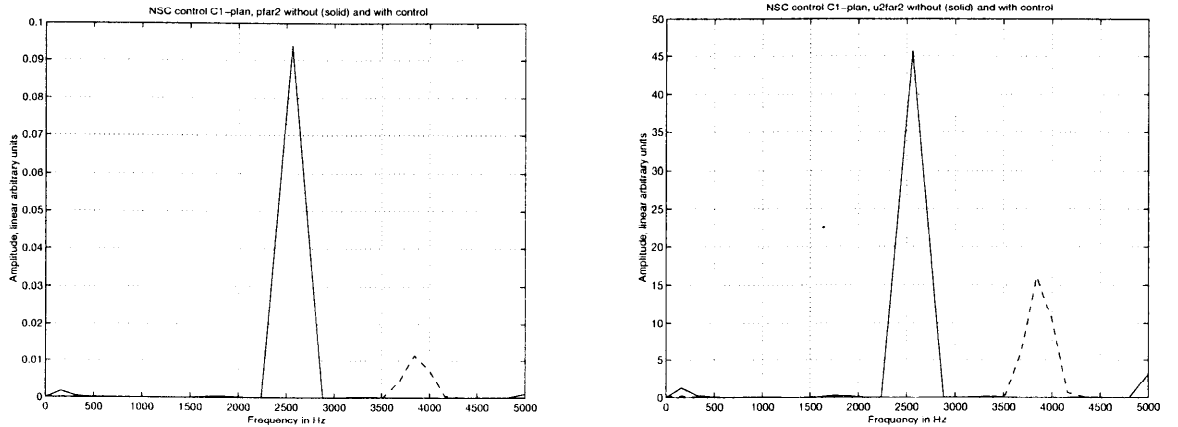 NSC control C1-plan, pfar2 without (solid) and with control
Amplitude, linear arbitrary units
0.1
0.09
0.08
0.07
0.06
0.05
0.04
0.03
0.02
0.01
0
0 500 1000 1500 2000 2500 3000 3500 4000 4500 5000
Frequency in Hz
NSC control C1-plan, u2far2 without (solid) and with control
Amplitude, linear arbitrary units
50
45
40
35
30
25
20
15
10
5
0
0 500 1000 1500 2000 2500 3000 3500 4000 4500 5000
Frequency in Hz